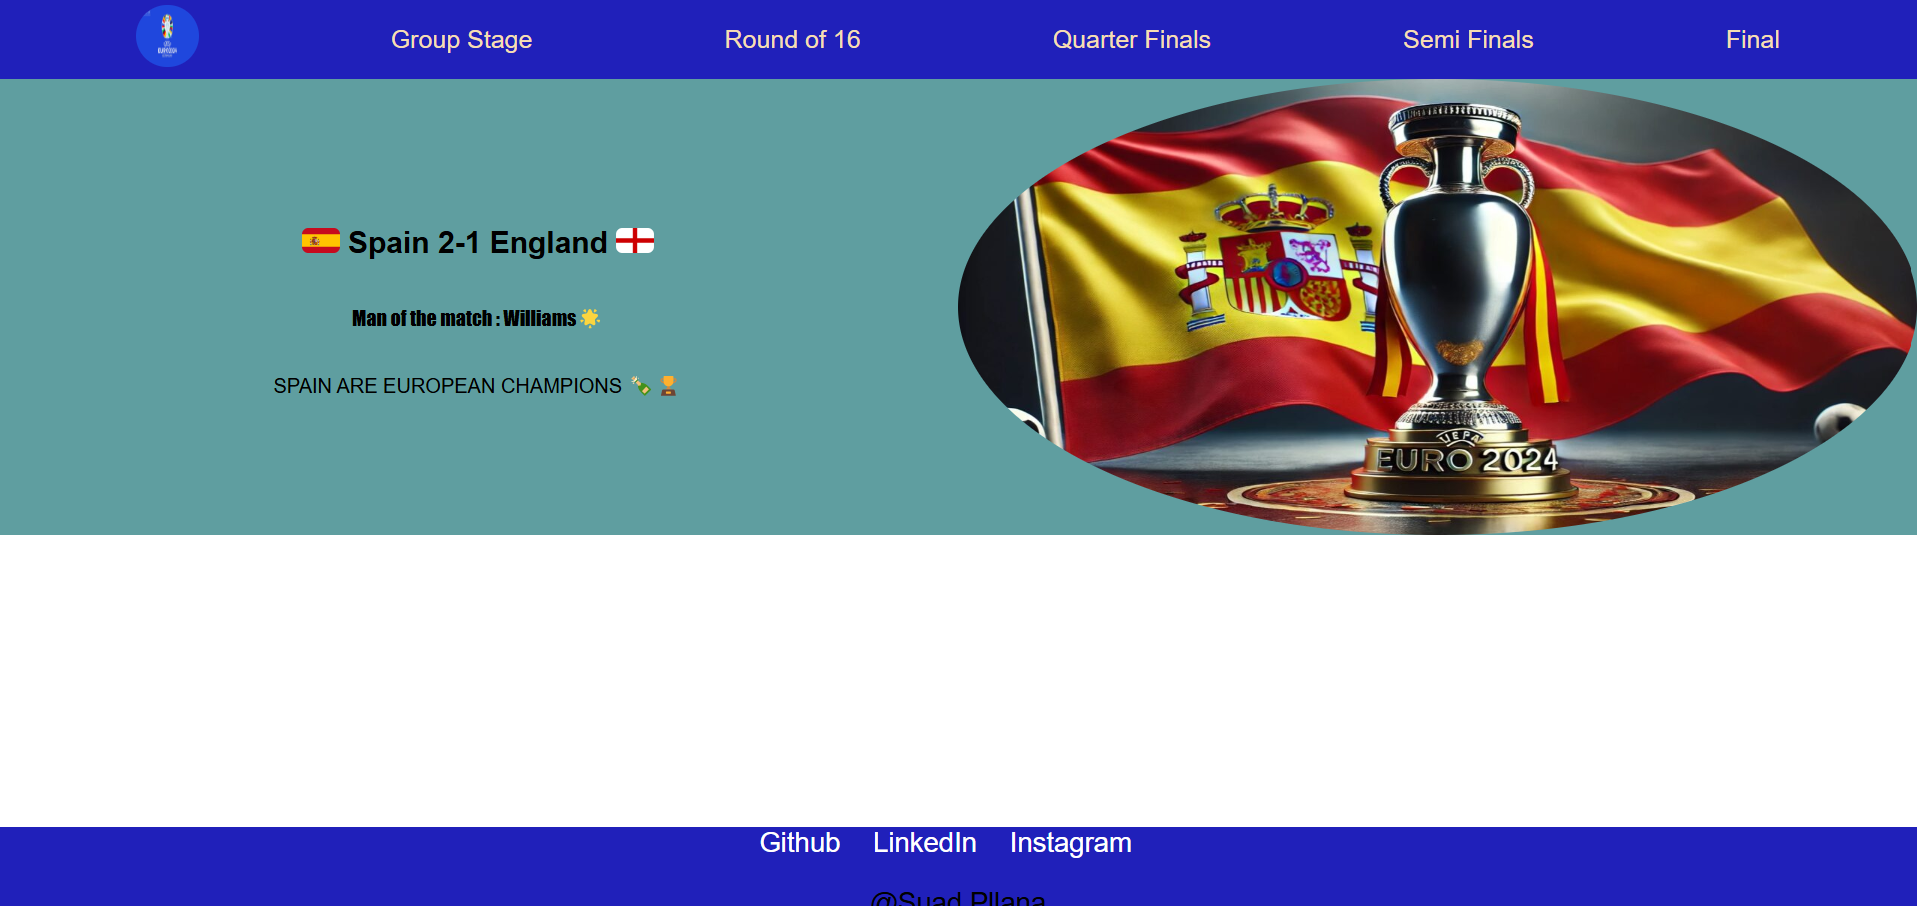 Group Stage Round of 16 Quarter Finals Semi Finals Final
Spain 2-1 England
Man of the match : Williams
SPAIN ARE EUROPEAN CHAMPIONS
UEFA
EURO 2024
Github LinkedIn Instagram
@Suad Pllana